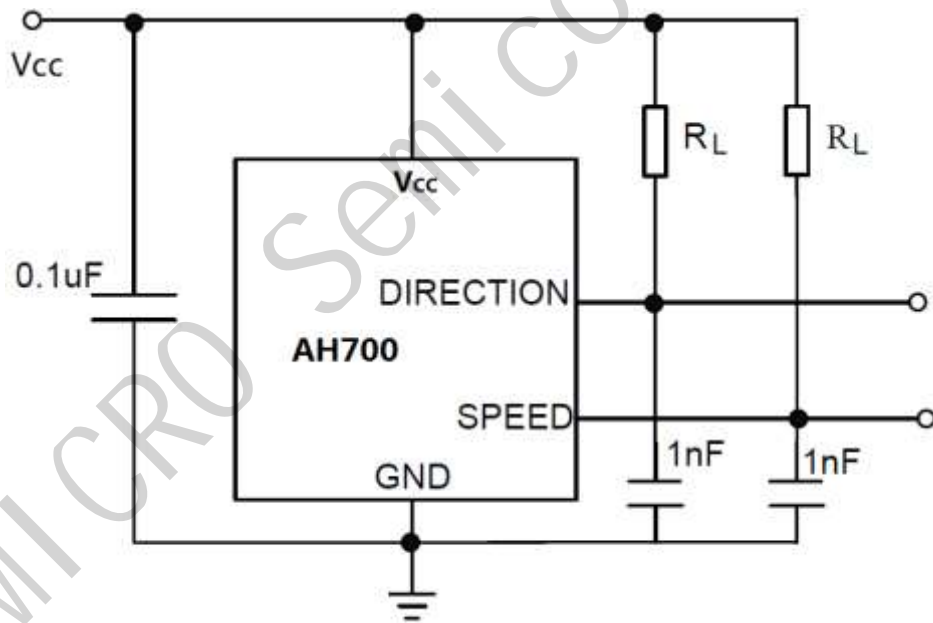 Vcc
RL
RL
Vcc
0.1uF
DIRECTION
AH700
SPEED
1nF
1nF
GND
MICRO Semi co